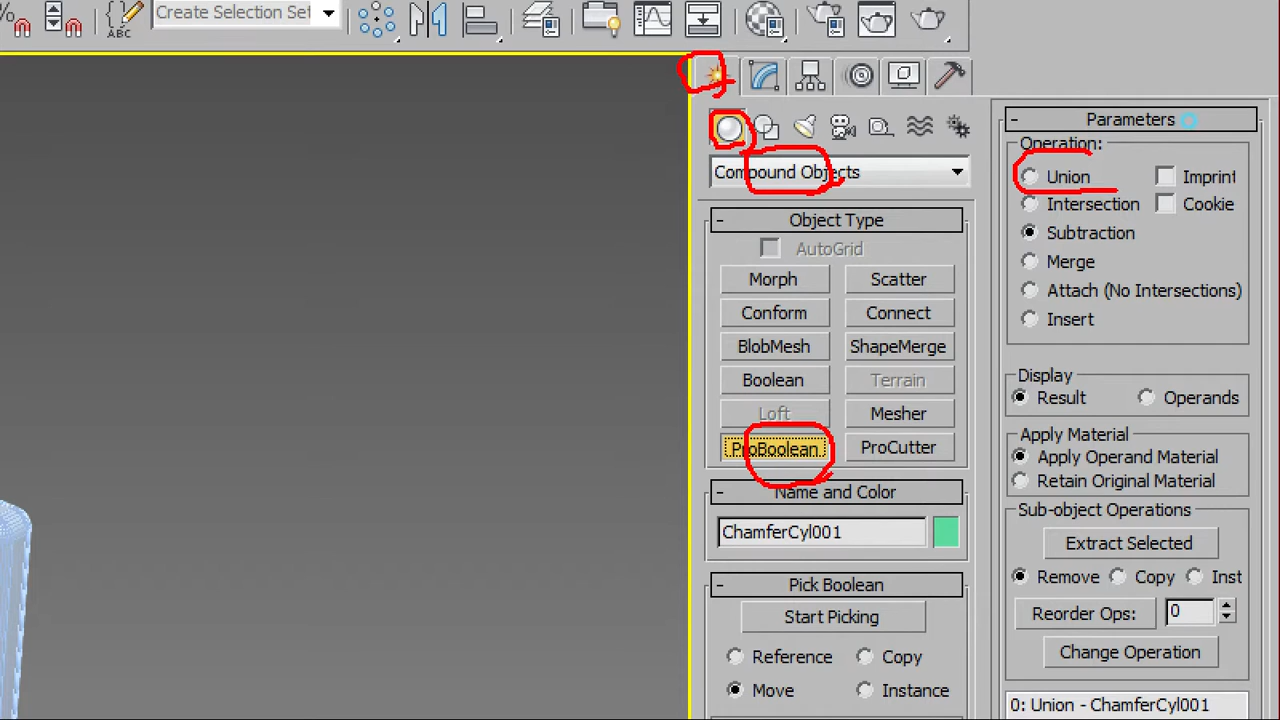 %
ABC
Create Selection Set
Compound Objects
- Object Type
AutoGrid
Morph Scatter
Conform Connect
BlobMesh ShapeMerge
Boolean Terrain
Loft Mesher
ProBoolean ProCutter
- Name and Color
ChamferCyl001
- Pick Boolean
Start Picking
Reference Copy
Move Instance
- Parameters
Operation:
Union Imprint
Intersection Cookie
Subtraction
Merge
Attach (No Intersections)
Insert
Display
Result Operands
Apply Material
Apply Operand Material
Retain Original Material
Sub-object Operations
Extract Selected
Remove Copy Inst
Reorder Ops: 0
Change Operation
0: Union - ChamferCyl001